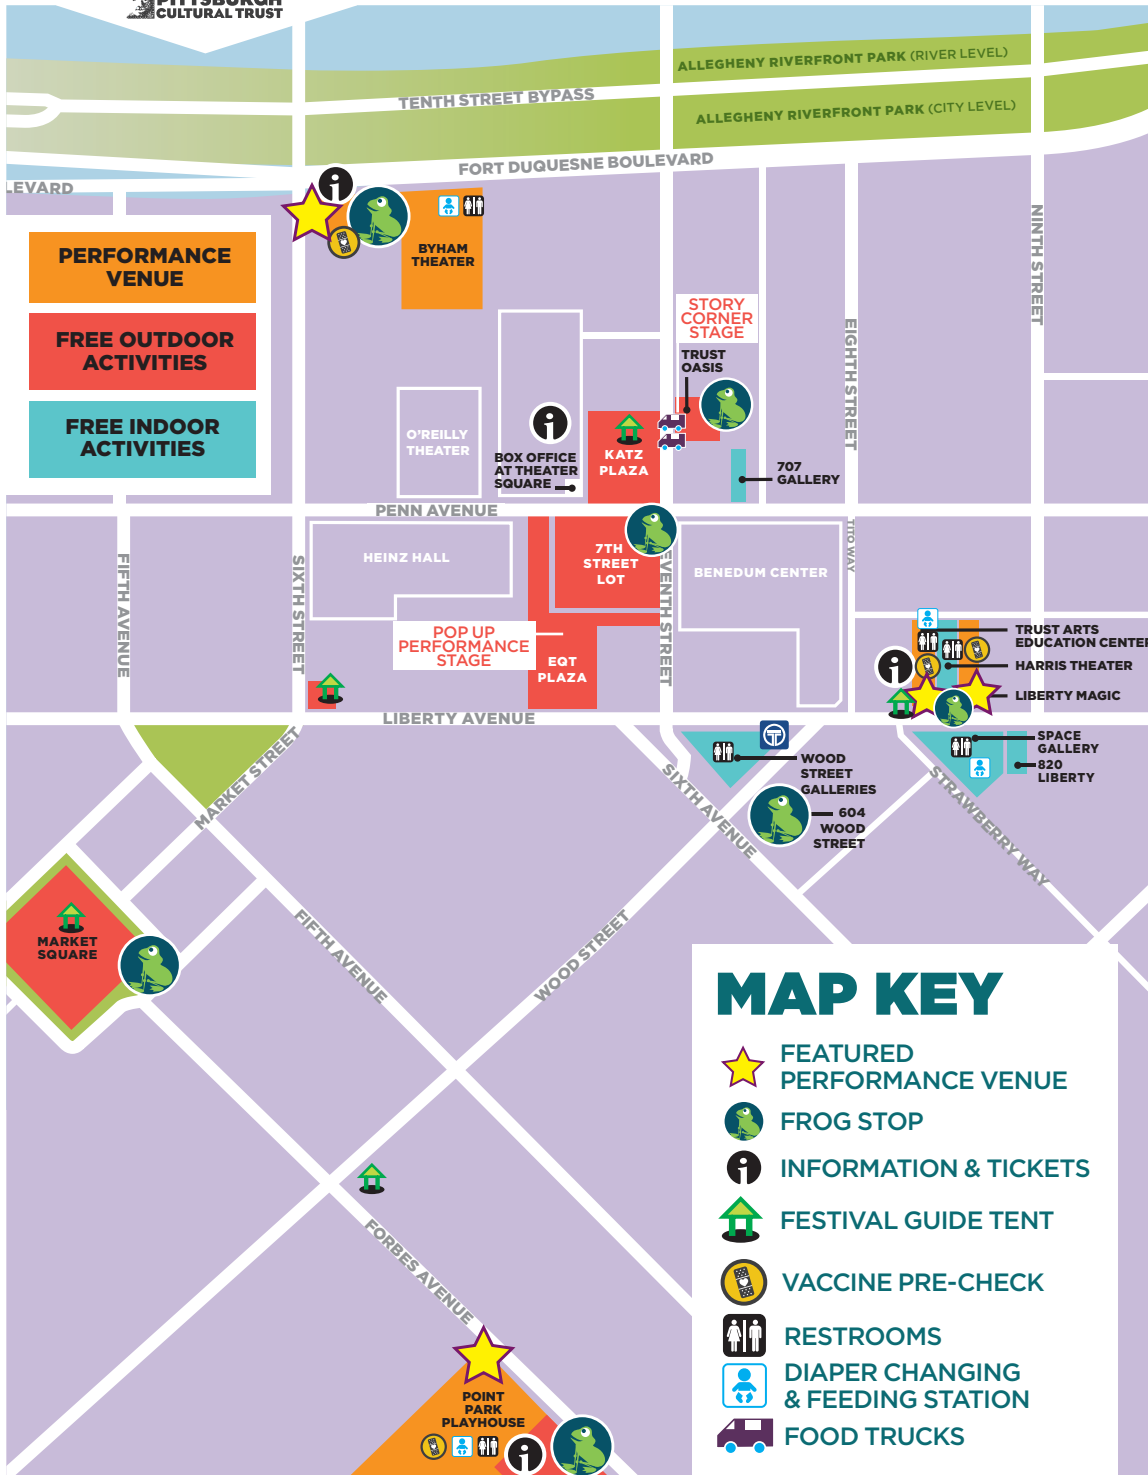 PITTSBURGH
CULTURAL TRUST
ALLEGHENY RIVERFRONT PARK (RIVER LEVEL)
TENTH STREET BYPASS
ALLEGHENY RIVERFRONT PARK (CITY LEVEL)
FORT DUQUESNE BOULEVARD
LEVARD
NINTH STREET
PERFORMANCE
VENUE
FREE OUTDOOR
ACTIVITIES
FREE INDOOR
ACTIVITIES
BYHAM
THEATER
STORY
CORNER
STAGE
EIGHTH STREET
TRUST
OASIS
O'REILLY
THEATER
BOX OFFICE
AT THEATER
SQUARE
KATZ
PLAZA
707
GALLERY
PENN AVENUE
TITO WAY
FIFTH AVENUE
SIXTH STREET
HEINZ HALL
7TH
STREET
LOT
EVENTH STREET
BENEDUM CENTER
POP UP
PERFORMANCE
STAGE
EQT
PLAZA
TRUST ARTS
EDUCATION CENTER
HARRIS THEATER
LIBERTY MAGIC
LIBERTY AVENUE
MARKET STREET
SIXTH AVENUE
T
WOOD
STREET
GALLERIES
604
WOOD
STREET
SPACE
GALLERY
820
LIBERTY
STRAWBERRY WAY
MARKET
SQUARE
FIFTH AVENUE
WOOD STREET
FORBES AVENUE
POINT
PARK
PLAYHOUSE
MAP KEY
FEATURED
PERFORMANCE VENUE
FROG STOP
INFORMATION & TICKETS
FESTIVAL GUIDE TENT
VACCINE PRE-CHECK
RESTROOMS
DIAPER CHANGING
& FEEDING STATION
FOOD TRUCKS